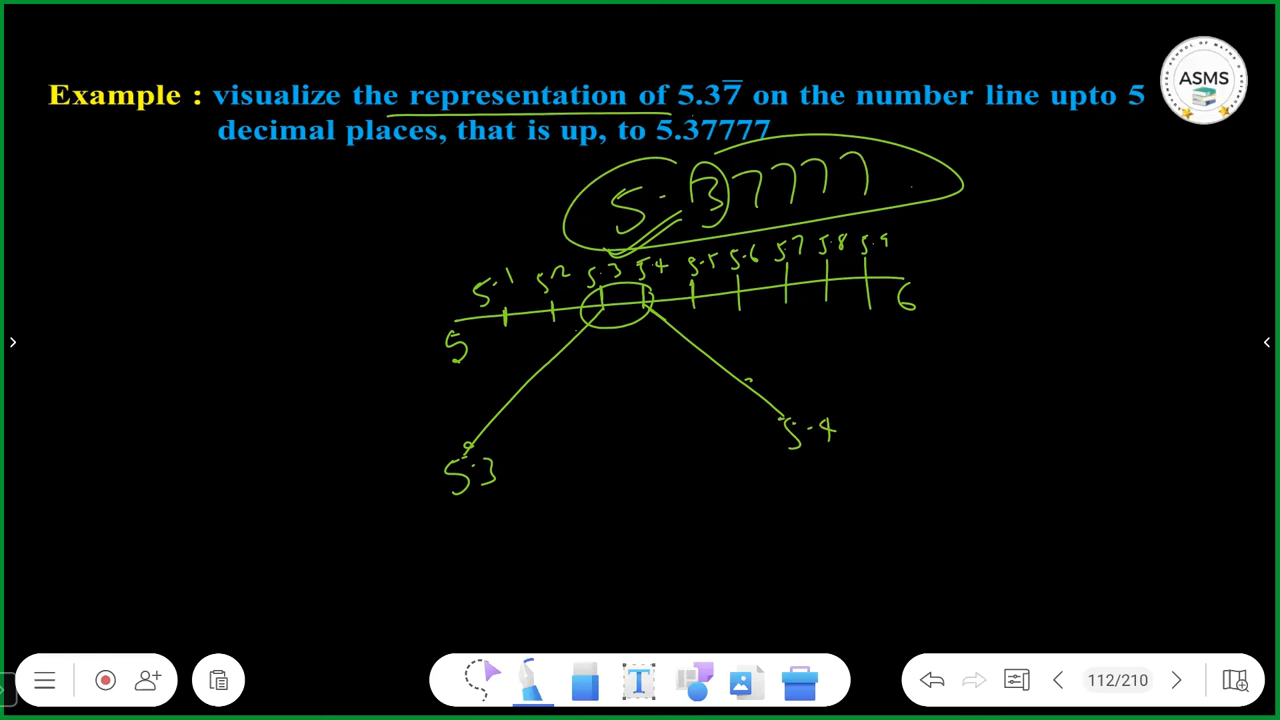 Example : visualize the representation of 5.37̅ on the number line upto 5
decimal places, that is up, to 5.37777
ASMS
5.37777
5.1 5.2 5.3 5.4 5.5 5.6 5.7 5.8 5.9
5 6
5.3 5.4
112/210